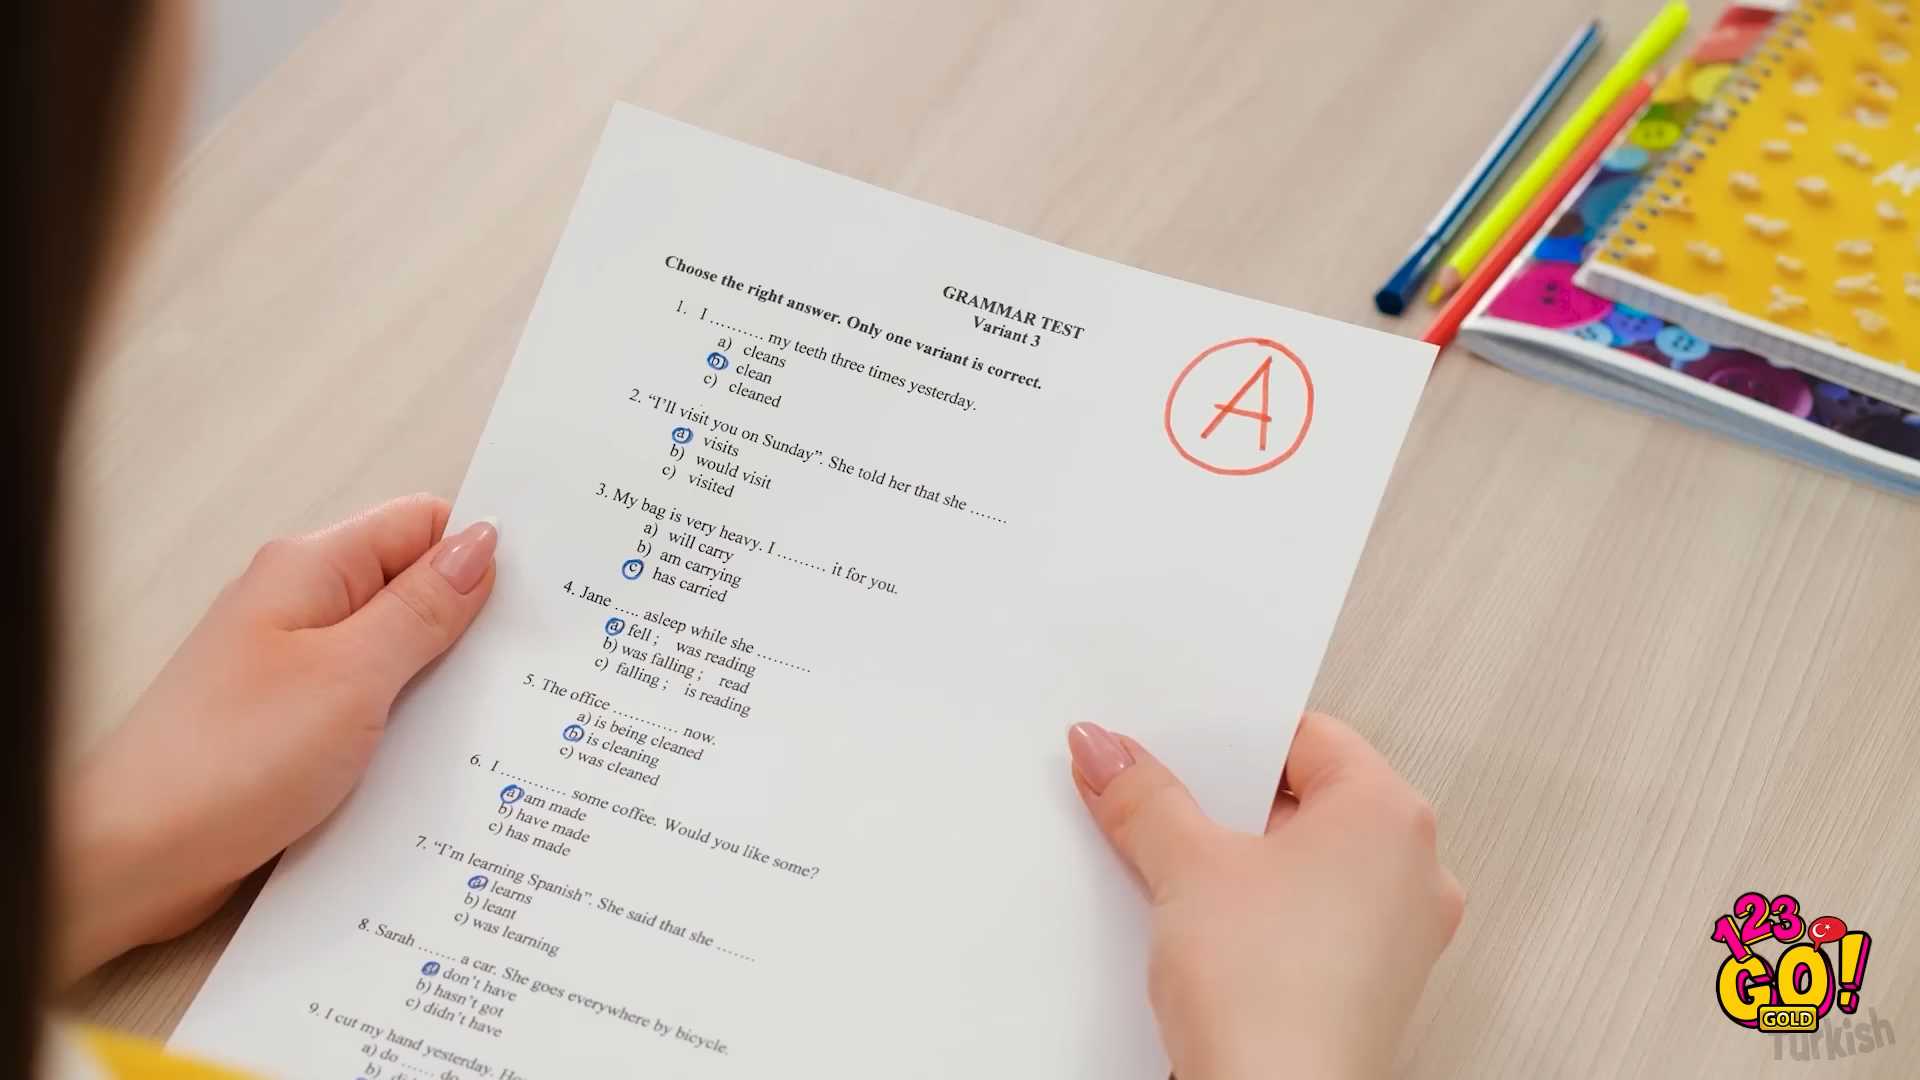 GRAMMAR TEST
Variant 3
A
Choose the right answer. Only one variant is correct.
1. I .......... my teeth three times yesterday.
a) cleans
b) clean
c) cleaned
2. “I’ll visit you on Sunday”. She told her that she .......
a) visits
b) would visit
c) visited
3. My bag is very heavy. I ......... it for you.
a) will carry
b) am carrying
c) has carried
4. Jane ..... asleep while she ..........
a) fell ; was reading
b) was falling ; read
c) falling ; is reading
5. The office ............ now.
a) is being cleaned
b) is cleaning
c) was cleaned
6. I ............ some coffee. Would you like some?
a) am made
b) have made
c) has made
7. “I’m learning Spanish”. She said that she .......
a) learns
b) leant
c) was learning
8. Sarah ...... a car. She goes everywhere by bicycle.
a) don’t have
b) hasn’t got
c) didn’t have
9. I cut my hand yesterday.
a) do ...... do
b)
123
GO!
GOLD
Turkish